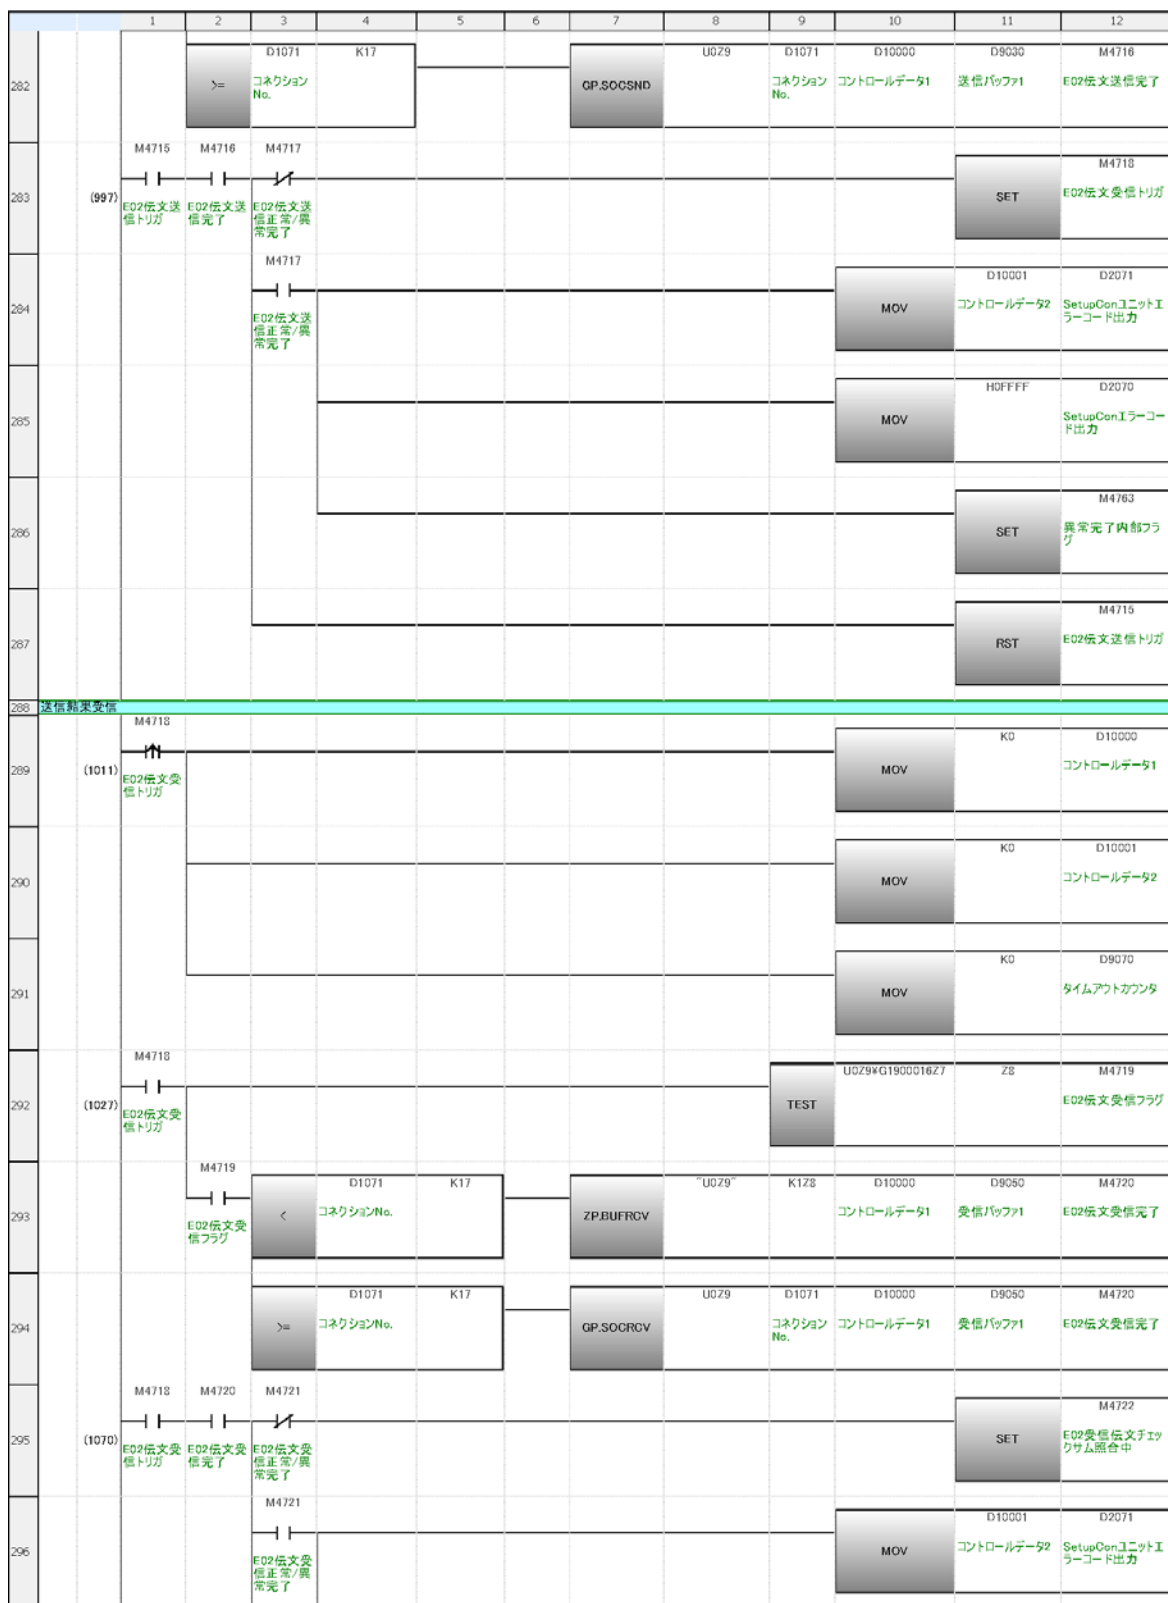 1 2 3 4 5 6 7 8 9 10 11 12
D1071 K17 U0Z9 D1071 D10000 D9030 M4716
282 >= コネクション GP.SOCSND コネクション コントロールデータ1 送信バッファ1 E02伝文送信完了
No. No.
M4715 M4716 M4717 M4718
283 (997) SET E02伝文受信トリガ
E02伝文送 E02伝文送 E02伝文送
信トリガ 信完了 信正常/異
常完了
M4717 D10001 D2071
284 MOV コントロールデータ2 SetupConユニットエ
ラーコード出力
E02伝文送
信正常/異
常完了
H0FFFF D2070
285 MOV SetupConエラーコー
ド出力
M4763
286 SET 異常完了内部フラ
グ
M4715
287 RST E02伝文送信トリガ
288 送信結果受信
M4718 K0 D10000
289 (1011) MOV コントロールデータ1
E02伝文受
信トリガ
K0 D10001
290 MOV コントロールデータ2
K0 D9070
291 MOV タイムアウトカウンタ
M4718 U0Z9¥G1900016Z7 Z8 M4719
292 (1027) TEST E02伝文受信フラグ
E02伝文受
信トリガ
M4719 D1071 K17 "U0Z9" K1Z8 D10000 D9050 M4720
293 < コネクションNo. ZP.BUFRCV コントロールデータ1 受信バッファ1 E02伝文受信完了
E02伝文受
信フラグ
D1071 K17 U0Z9 D1071 D10000 D9050 M4720
294 >= コネクションNo. GP.SOCRCV コネクション コントロールデータ1 受信バッファ1 E02伝文受信完了
No.
M4718 M4720 M4721 M4722
295 (1070) SET E02受信伝文チェッ
クサム照合中
E02伝文受 E02伝文受 E02伝文受
信トリガ 信完了 信正常/異
常完了
M4721 D10001 D2071
296 MOV コントロールデータ2 SetupConユニットエ
ラーコード出力
E02伝文受
信正常/異
常完了